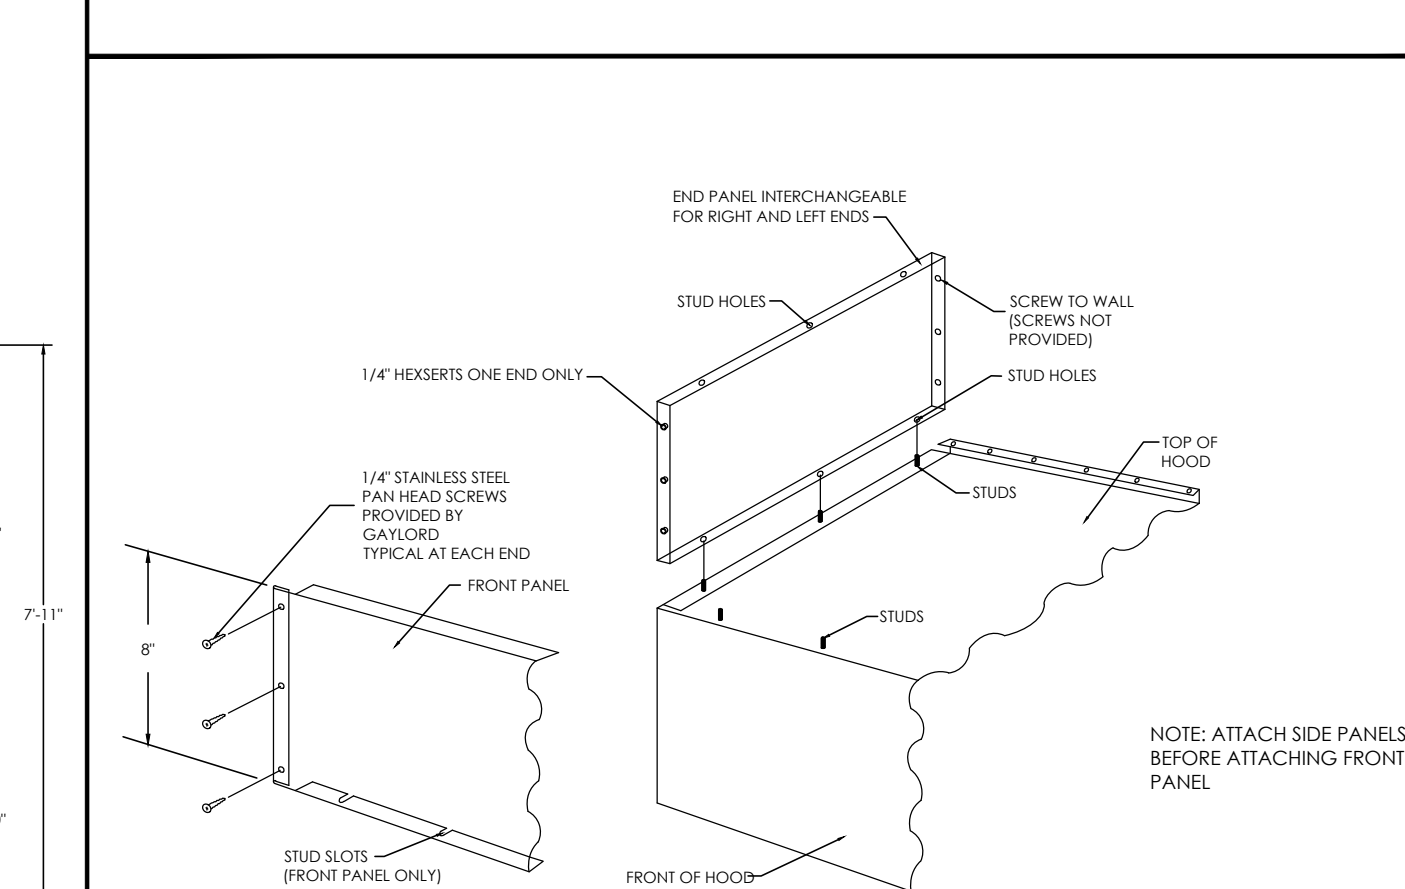 END PANEL INTERCHANGEABLE
FOR RIGHT AND LEFT ENDS
STUD HOLES
SCREW TO WALL
(SCREWS NOT
PROVIDED)
1/4" HEXSERTS ONE END ONLY
STUD HOLES
TOP OF
HOOD
1/4" STAINLESS STEEL
PAN HEAD SCREWS
PROVIDED BY
GAYLORD
TYPICAL AT EACH END
STUDS
FRONT PANEL
7'-11"
8"
STUDS
NOTE: ATTACH SIDE PANELS
BEFORE ATTACHING FRONT
PANEL
STUD SLOTS
(FRONT PANEL ONLY)
FRONT OF HOOD